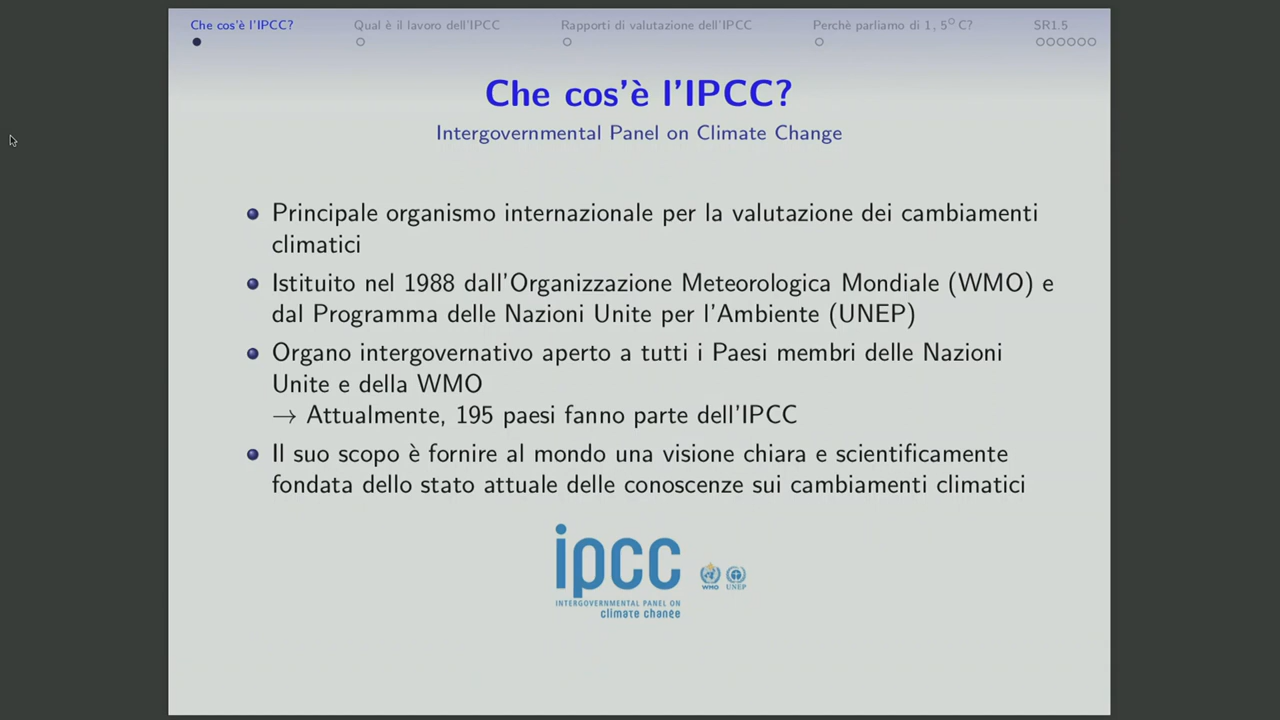 Che cos'è l'IPCC?
Qual è il lavoro dell'IPCC
Rapporti di valutazione dell'IPCC
Perchè parliamo di 1, 5° C?
SR1.5
Che cos'è l'IPCC?
Intergovernmental Panel on Climate Change
Principale organismo internazionale per la valutazione dei cambiamenti
climatici
Istituito nel 1988 dall'Organizzazione Meteorologica Mondiale (WMO) e
dal Programma delle Nazioni Unite per l'Ambiente (UNEP)
Organo intergovernativo aperto a tutti i Paesi membri delle Nazioni
Unite e della WMO
→ Attualmente, 195 paesi fanno parte dell'IPCC
Il suo scopo è fornire al mondo una visione chiara e scientificamente
fondata dello stato attuale delle conoscenze sui cambiamenti climatici
ipcc
INTERGOVERNMENTAL PANEL ON
climate change
WMO
UNEP